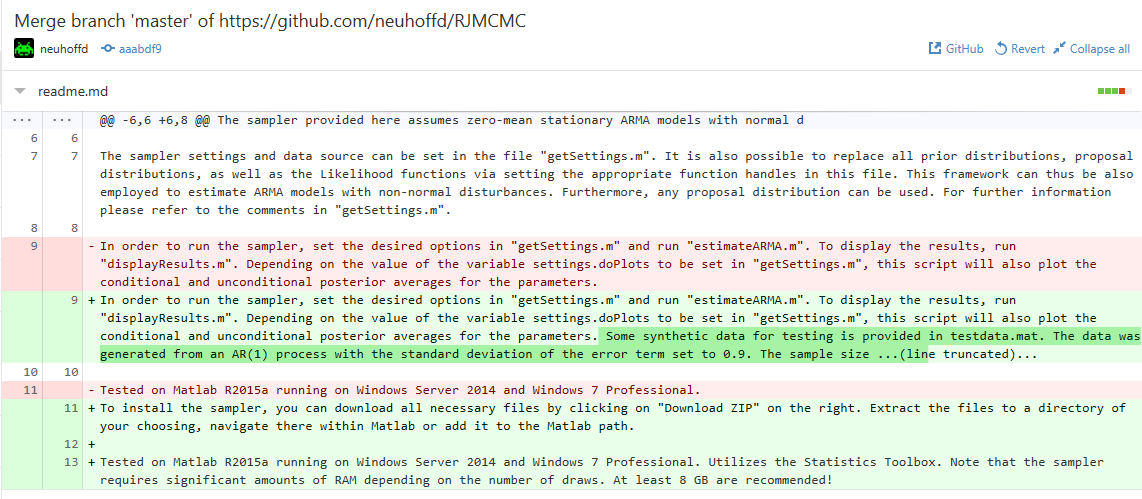 Merge branch 'master' of https://github.com/neuhoffd/RJMCMC
neuhoffd aaabdf9 GitHub Revert Collapse all
readme.md
... ... @@ -6,6 +6,8 @@ The sampler provided here assumes zero-mean stationary ARMA models with normal d
6 6
7 7 The sampler settings and data source can be set in the file "getSettings.m". It is also possible to replace all prior distributions, proposal
distributions, as well as the Likelihood functions via setting the appropriate function handles in this file. This framework can thus be also
employed to estimate ARMA models with non-normal disturbances. Furthermore, any proposal distribution can be used. For further information
please refer to the comments in "getSettings.m".
8 8
9 - In order to run the sampler, set the desired options in "getSettings.m" and run "estimateARMA.m". To display the results, run
"displayResults.m". Depending on the value of the variable settings.doPlots to be set in "getSettings.m", this script will also plot the
conditional and unconditional posterior averages for the parameters.
9 + In order to run the sampler, set the desired options in "getSettings.m" and run "estimateARMA.m". To display the results, run
"displayResults.m". Depending on the value of the variable settings.doPlots to be set in "getSettings.m", this script will also plot the
conditional and unconditional posterior averages for the parameters. Some synthetic data for testing is provided in testdata.mat. The data was
generated from an AR(1) process with the standard deviation of the error term set to 0.9. The sample size ...(line truncated)...
10 10
11 - Tested on Matlab R2015a running on Windows Server 2014 and Windows 7 Professional.
11 + To install the sampler, you can download all necessary files by clicking on "Download ZIP" on the right. Extract the files to a directory of
your choosing, navigate there within Matlab or add it to the Matlab path.
12 +
13 + Tested on Matlab R2015a running on Windows Server 2014 and Windows 7 Professional. Utilizes the Statistics Toolbox. Note that the sampler
requires significant amounts of RAM depending on the number of draws. At least 8 GB are recommended!